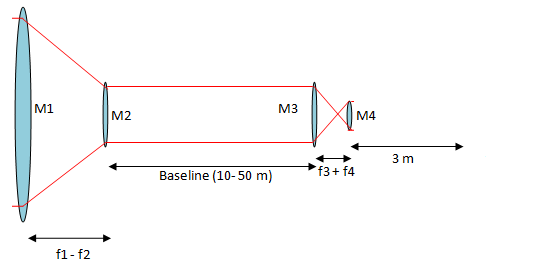 M1
M2
M3
M4
Baseline (10- 50 m)
f3 + f4
3 m
f1 - f2